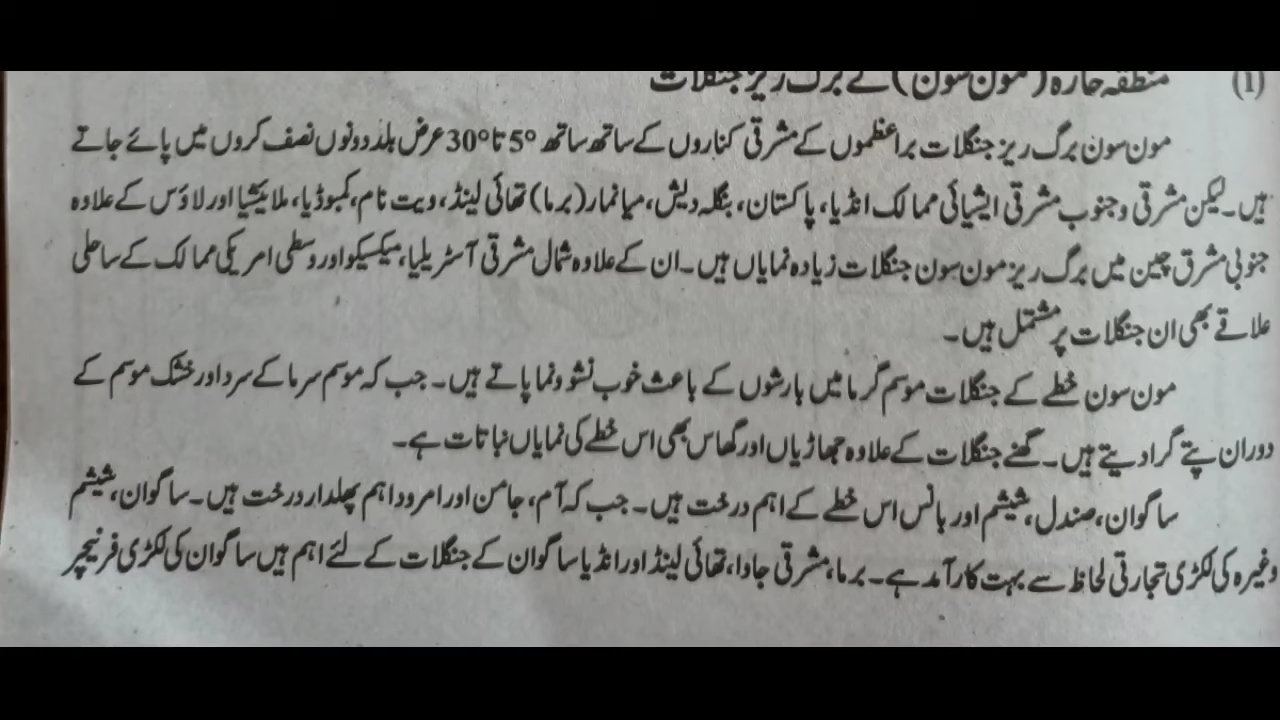 (1) منطقہ حارہ (مون سون) کے برگ ریز جنگلات
مون سون برگ ریز جنگلات براعظموں کے مشرقی کناروں کے ساتھ ساتھ °5 تا °30 عرض بلد دونوں نصف کروں میں پائے جاتے
ہیں۔ لیکن مشرقی و جنوب مشرقی ایشیائی ممالک انڈیا، پاکستان، بنگلہ دیش، میانمار (برما) تھائی لینڈ، ویت نام، کمبوڈیا، ملائیشیا اور لاؤس کے علاوہ
جنوبی مشرق چین میں برگ ریز مون سون جنگلات زیادہ نمایاں ہیں۔ ان کے علاوہ شمال مشرقی آسٹریلیا، میکسیکو اور وسطی امریکی ممالک کے ساحلی
علاقے بھی ان جنگلات پر مشتمل ہیں۔
مون سون خطے کے جنگلات موسم گرما میں بارشوں کے باعث خوب نشوونما پاتے ہیں۔ جب کہ موسم سرما کے سرد اور خشک موسم کے
دوران پتے گرا دیتے ہیں۔ گھنے جنگلات کے علاوہ جھاڑیاں اور گھاس بھی اس خطے کی نمایاں نباتات ہے۔
ساگوان، صندل، شیشم اور بانس اس خطے کے اہم درخت ہیں۔ جب کہ آم، جامن اور امرود اہم پھلدار درخت ہیں۔ ساگوان، شیشم
وغیرہ کی لکڑی تجارتی لحاظ سے بہت کارآمد ہے۔ برما، مشرقی جاوا، تھائی لینڈ اور انڈیا ساگوان کے جنگلات کے لئے اہم ہیں ساگوان کی لکڑی فرنیچر